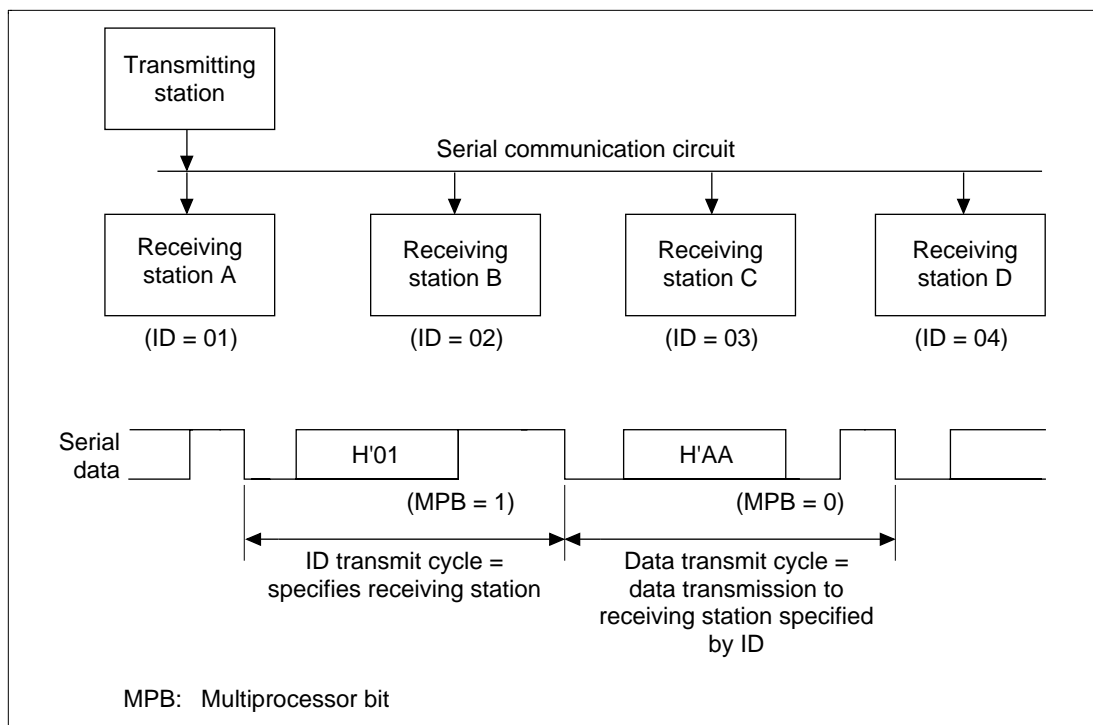 Transmitting
station
Serial communication circuit
Receiving
station A
Receiving
station B
Receiving
station C
Receiving
station D
(ID = 01)
(ID = 02)
(ID = 03)
(ID = 04)
Serial
data
H'01
H'AA
(MPB = 1)
(MPB = 0)
ID transmit cycle =
specifies receiving station
Data transmit cycle =
data transmission to
receiving station specified
by ID
MPB: Multiprocessor bit